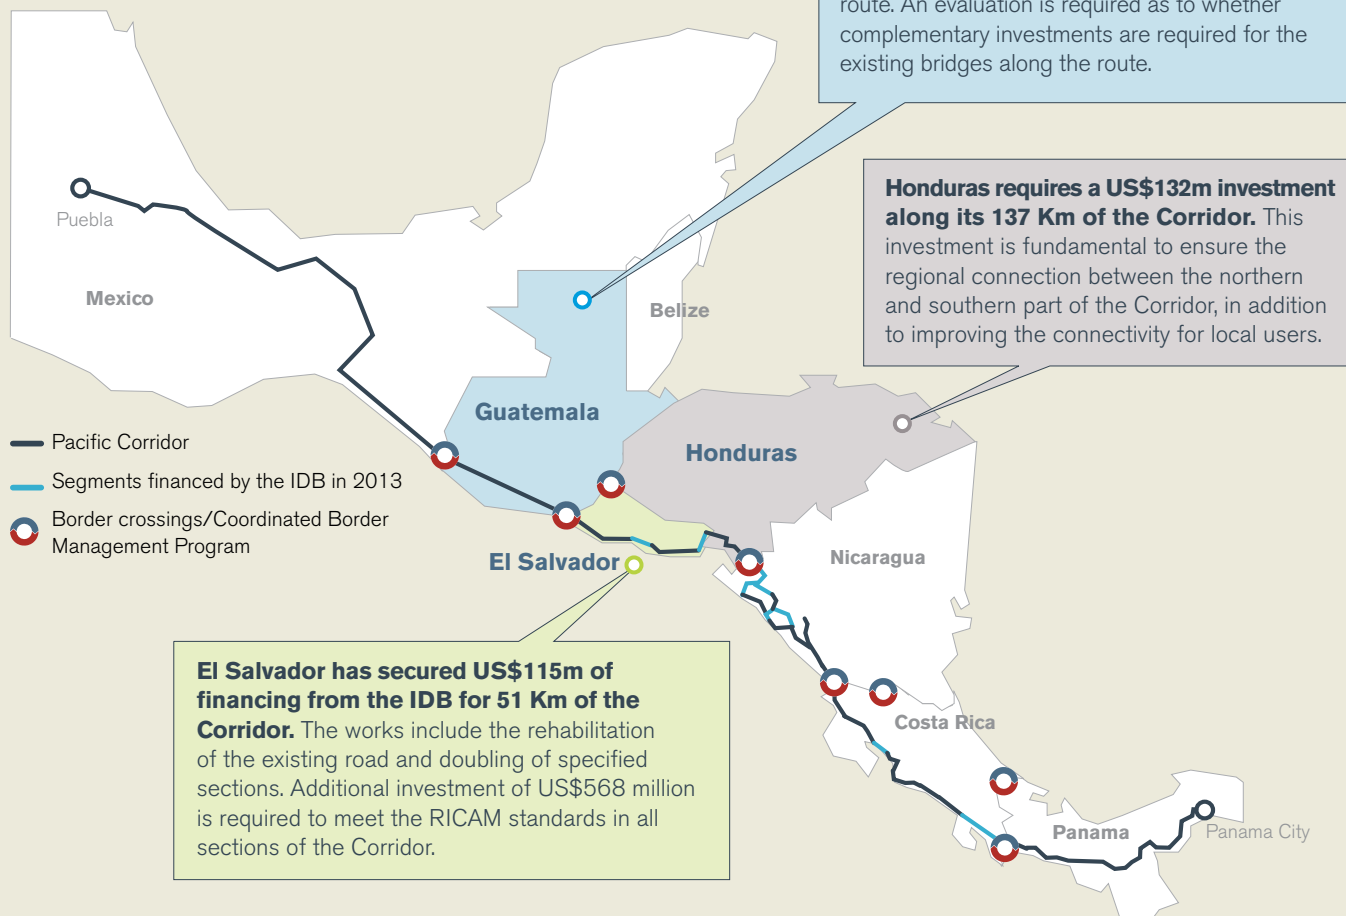 route. An evaluation is required as to whether
complementary investments are required for the
existing bridges along the route.
Honduras requires a US$132m investment
along its 137 Km of the Corridor. This
investment is fundamental to ensure the
regional connection between the northern
and southern part of the Corridor, in addition
to improving the connectivity for local users.
Puebla
Mexico
Belize
Guatemala
Honduras
Pacific Corridor
Segments financed by the IDB in 2013
Border crossings/Coordinated Border
Management Program
El Salvador
Nicaragua
El Salvador has secured US$115m of
financing from the IDB for 51 Km of the
Corridor. The works include the rehabilitation
of the existing road and doubling of specified
sections. Additional investment of US$568 million
is required to meet the RICAM standards in all
sections of the Corridor.
Costa Rica
Panama
Panama City